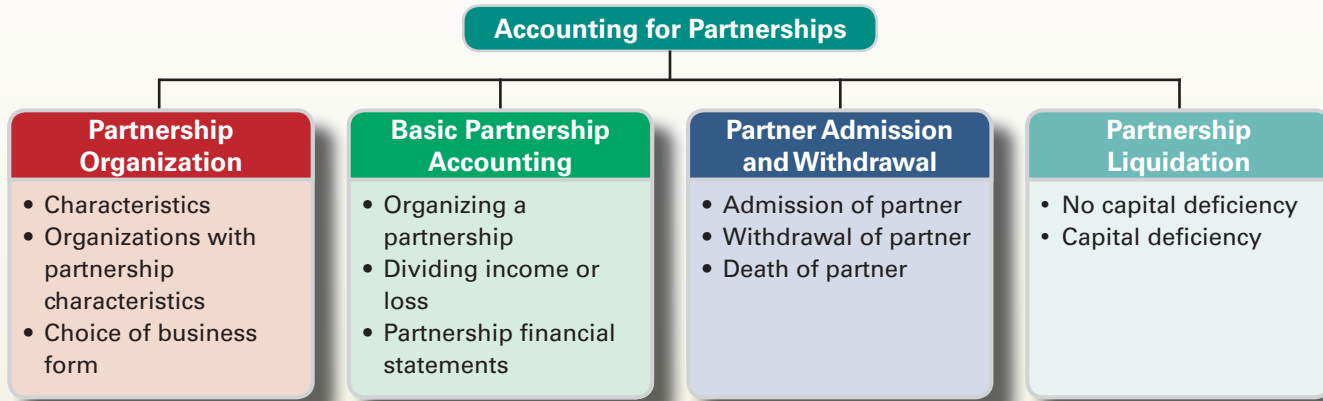 Accounting for Partnerships
Partnership
Organization
• Characteristics
• Organizations with
partnership
characteristics
• Choice of business
form
Basic Partnership
Accounting
• Organizing a
partnership
• Dividing income or
loss
• Partnership financial
statements
Partner Admission
and Withdrawal
• Admission of partner
• Withdrawal of partner
• Death of partner
Partnership
Liquidation
• No capital deficiency
• Capital deficiency